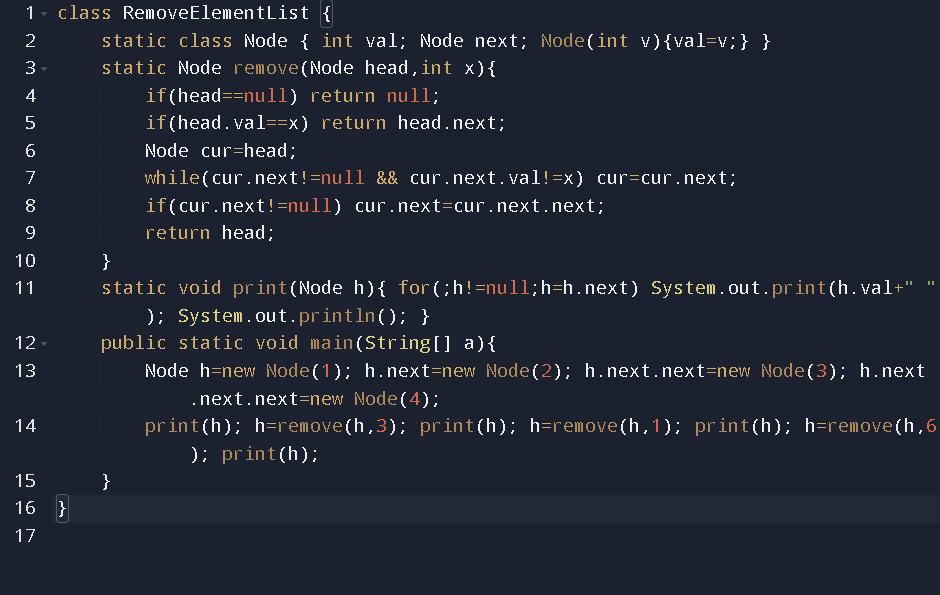 1 class RemoveElementList {
2 static class Node { int val; Node next; Node(int v){val=v;} }
3 static Node remove(Node head,int x){
4 if(head==null) return null;
5 if(head.val==x) return head.next;
6 Node cur=head;
7 while(cur.next!=null && cur.next.val!=x) cur=cur.next;
8 if(cur.next!=null) cur.next=cur.next.next;
9 return head;
10 }
11 static void print(Node h){ for(;h!=null;h=h.next) System.out.print(h.val+" "
); System.out.println(); }
12 public static void main(String[] a){
13 Node h=new Node(1); h.next=new Node(2); h.next.next=new Node(3); h.next
.next.next=new Node(4);
14 print(h); h=remove(h,3); print(h); h=remove(h,1); print(h); h=remove(h,6
); print(h);
15 }
16 }
17